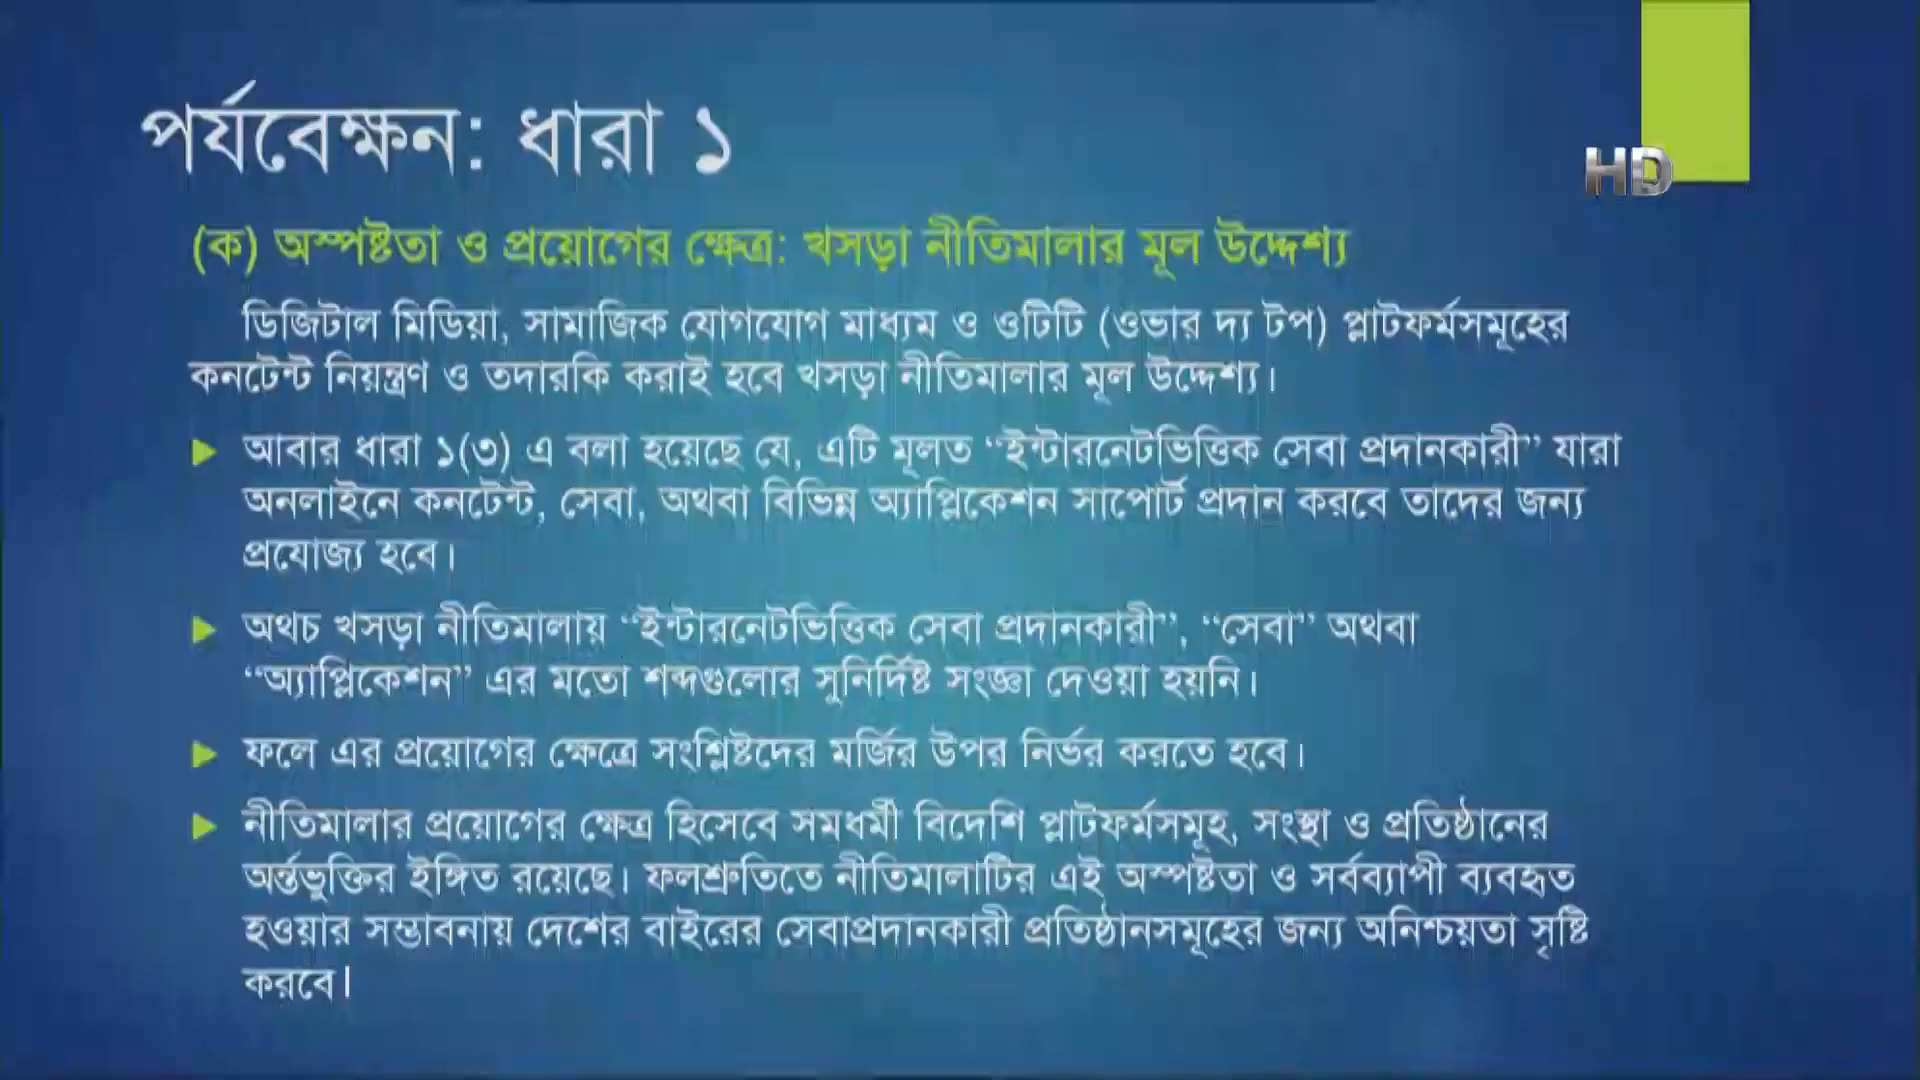 পর্যবেক্ষন: ধারা ১
HD
(ক) অস্পষ্টতা ও প্রয়োগের ক্ষেত্র: খসড়া নীতিমালার মূল উদ্দেশ্য
ডিজিটাল মিডিয়া, সামাজিক যোগযোগ মাধ্যম ও ওটিটি (ওভার দ্য টপ) প্লাটফর্মসমূহের
কনটেন্ট নিয়ন্ত্রণ ও তদারকি করাই হবে খসড়া নীতিমালার মূল উদ্দেশ্য।
আবার ধারা ১(৩) এ বলা হয়েছে যে, এটি মূলত “ইন্টারনেটভিত্তিক সেবা প্রদানকারী” যারা
অনলাইনে কনটেন্ট, সেবা, অথবা বিভিন্ন অ্যাপ্লিকেশন সাপোর্ট প্রদান করবে তাদের জন্য
প্রযোজ্য হবে।
অথচ খসড়া নীতিমালায় “ইন্টারনেটভিত্তিক সেবা প্রদানকারী”, “সেবা” অথবা
“অ্যাপ্লিকেশন” এর মতো শব্দগুলোর সুনির্দিষ্ট সংজ্ঞা দেওয়া হয়নি।
ফলে এর প্রয়োগের ক্ষেত্রে সংশ্লিষ্টদের মর্জির উপর নির্ভর করতে হবে।
নীতিমালার প্রয়োগের ক্ষেত্র হিসেবে সমধর্মী বিদেশি প্লাটফর্মসমূহ, সংস্থা ও প্রতিষ্ঠানের
অর্ন্তভুক্তির ইঙ্গিত রয়েছে। ফলশ্রুতিতে নীতিমালাটির এই অস্পষ্টতা ও সর্বব্যাপী ব্যবহৃত
হওয়ার সম্ভাবনায় দেশের বাইরের সেবাপ্রদানকারী প্রতিষ্ঠানসমূহের জন্য অনিশ্চয়তা সৃষ্টি
করবে।